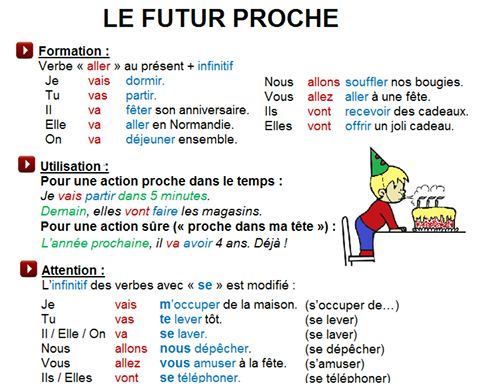 LE FUTUR PROCHE
Formation :
Verbe « aller » au présent + infinitif
Je vais dormir.
Tu vas partir.
Il va fêter son anniversaire.
Elle va aller en Normandie.
On va déjeuner ensemble.
Nous allons souffler nos bougies.
Vous allez aller à une fête.
Ils vont recevoir des cadeaux.
Elles vont offrir un joli cadeau.
Utilisation :
Pour une action proche dans le temps :
Je vais partir dans 5 minutes.
Demain, elles vont faire les magasins.
Pour une action sûre (« proche dans ma tête ») :
L'année prochaine, il va avoir 4 ans. Déjà !
Attention :
L'infinitif des verbes avec « se » est modifié :
Je vais m'occuper de la maison. (s'occuper de…)
Tu vas te lever tôt. (se lever)
Il / Elle / On va se laver. (se laver)
Nous allons nous dépêcher. (se dépêcher)
Vous allez vous amuser à la fête. (s'amuser)
Ils / Elles vont se téléphoner. (se téléphoner)